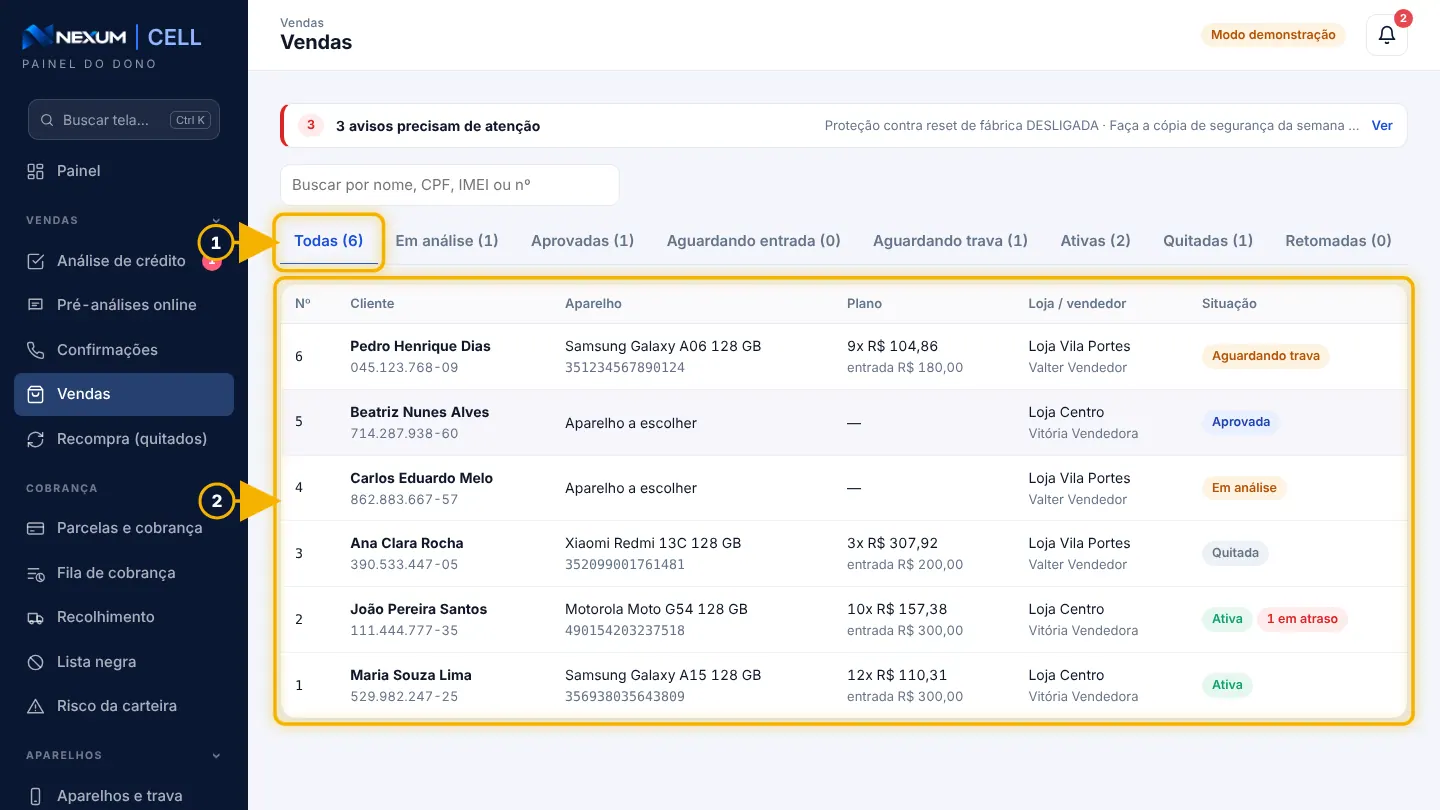 NEXUM | CELL
PAINEL DO DONO
Buscar tela... Ctrl K
Painel
VENDAS
Análise de crédito
Pré-análises online
Confirmações
Vendas
Recompra (quitados)
COBRANÇA
Parcelas e cobrança
Fila de cobrança
Recolhimento
Lista negra
Risco da carteira
APARELHOS
Aparelhos e trava
Vendas
Vendas
Modo demonstração
2
3 3 avisos precisam de atenção Proteção contra reset de fábrica DESLIGADA · Faça a cópia de segurança da semana ... Ver
Buscar por nome, CPF, IMEI ou nº
1
Todas (6) Em análise (1) Aprovadas (1) Aguardando entrada (0) Aguardando trava (1) Ativas (2) Quitadas (1) Retomadas (0)
2
Nº Cliente Aparelho Plano Loja / vendedor Situação
6 Pedro Henrique Dias Samsung Galaxy A06 128 GB 9x R$ 104,86 Loja Vila Portes Aguardando trava
045.123.768-09 351234567890124 entrada R$ 180,00 Valter Vendedor
5 Beatriz Nunes Alves Aparelho a escolher — Loja Centro Aprovada
714.287.938-60 Vitória Vendedora
4 Carlos Eduardo Melo Aparelho a escolher — Loja Vila Portes Em análise
862.883.667-57 Valter Vendedor
3 Ana Clara Rocha Xiaomi Redmi 13C 128 GB 3x R$ 307,92 Loja Vila Portes Quitada
390.533.447-05 352099001761481 entrada R$ 200,00 Valter Vendedor
2 João Pereira Santos Motorola Moto G54 128 GB 10x R$ 157,38 Loja Centro Ativa 1 em atraso
111.444.777-35 490154203237518 entrada R$ 300,00 Vitória Vendedora
1 Maria Souza Lima Samsung Galaxy A15 128 GB 12x R$ 110,31 Loja Centro Ativa
529.982.247-25 356938035643809 entrada R$ 300,00 Vitória Vendedora